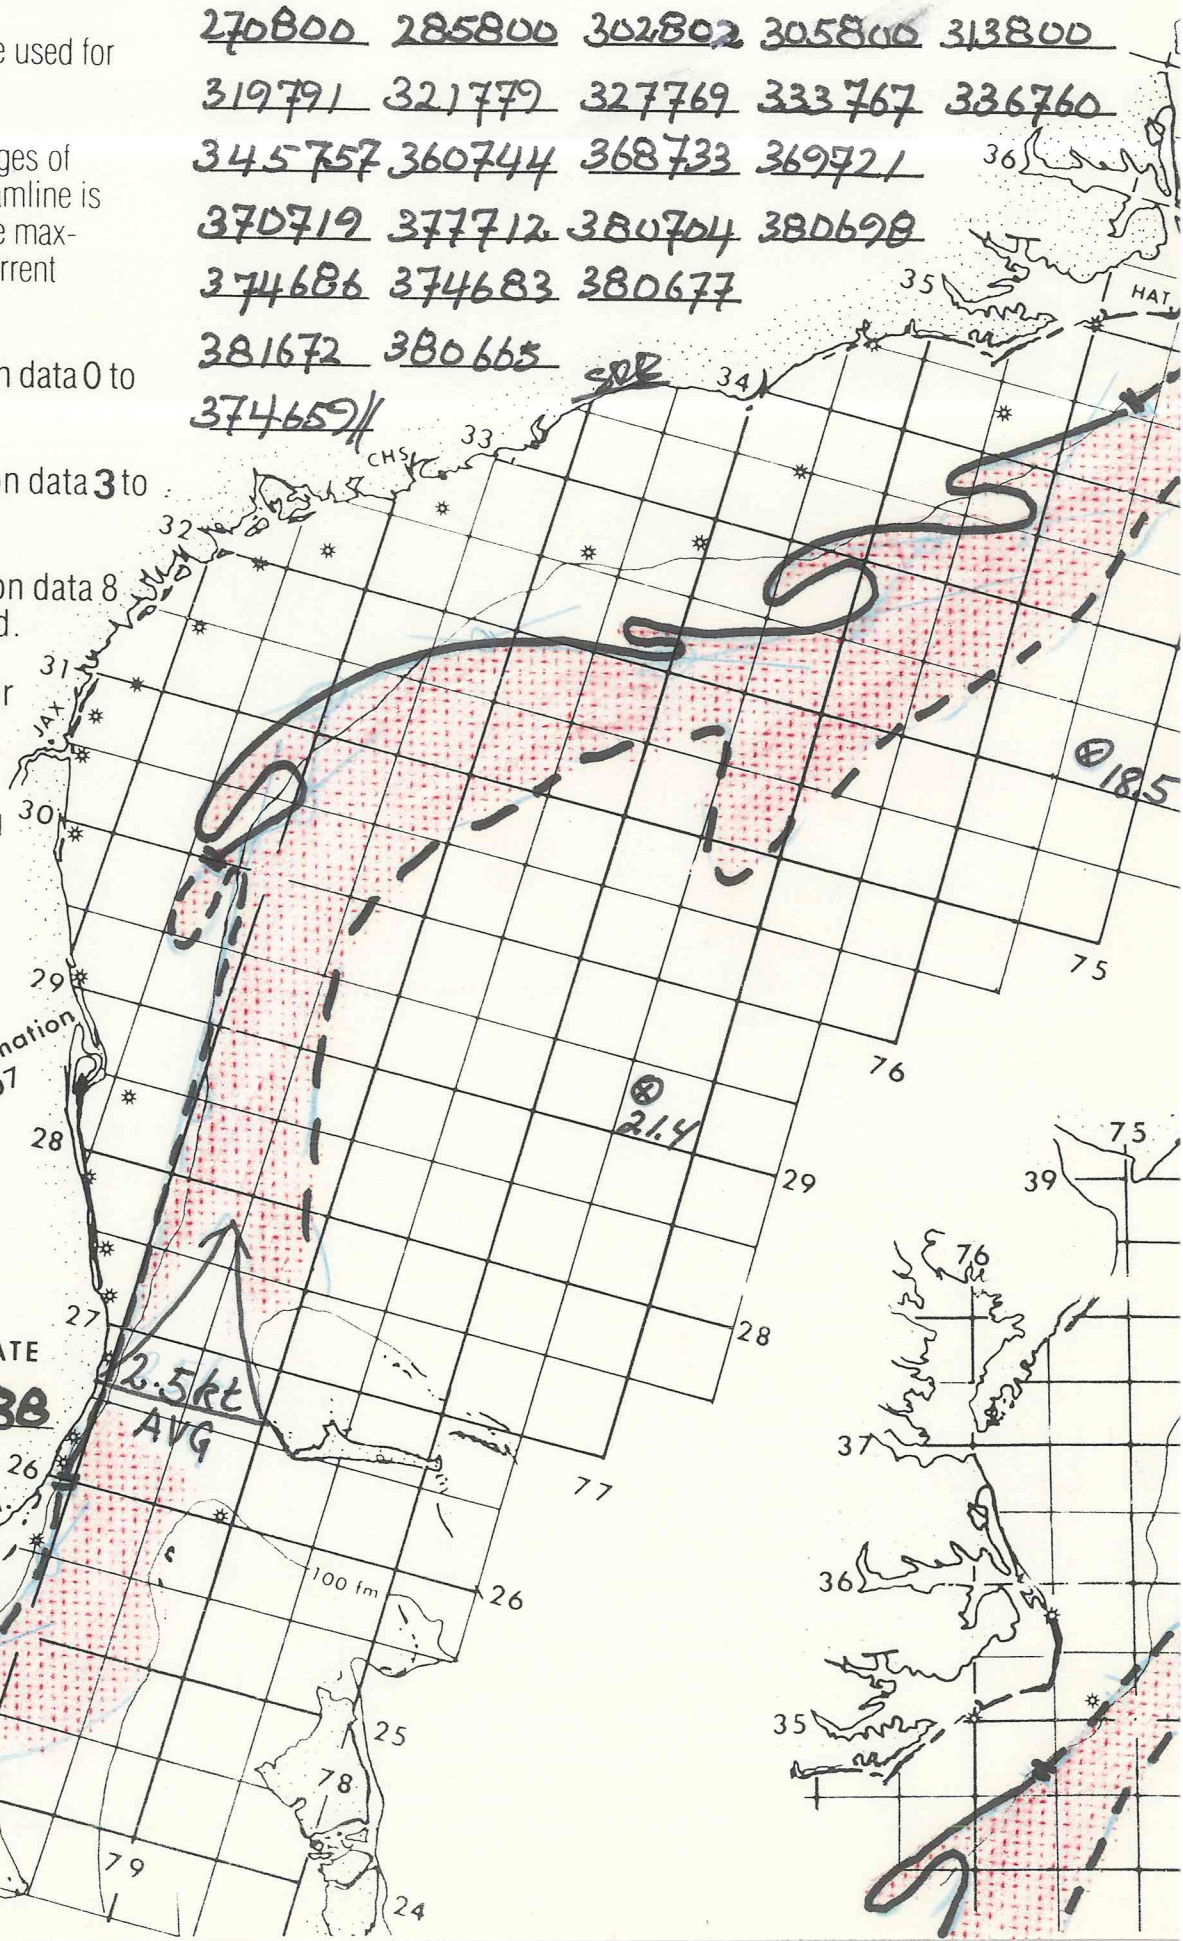 270800 285800 302802 305800 313800
e used for
319791 321779 327769 333767 336760
ges of
345757 360744 368733 369721
36
amline is
e max-
370719 377712 380704 380698
rrent
374686 374683 380677
35
HAT
381672 380665
n data 0 to
34
374659//
33
CHS
on data 3 to
32
on data 8
d.
31
r
JAX
18.5
30
75
29
mation
76
21.4
28
75
29
39
76
27
28
ATE
2.5kt
AVG
38
37
26
77
100 fm
26
36
25
35
78
79
24